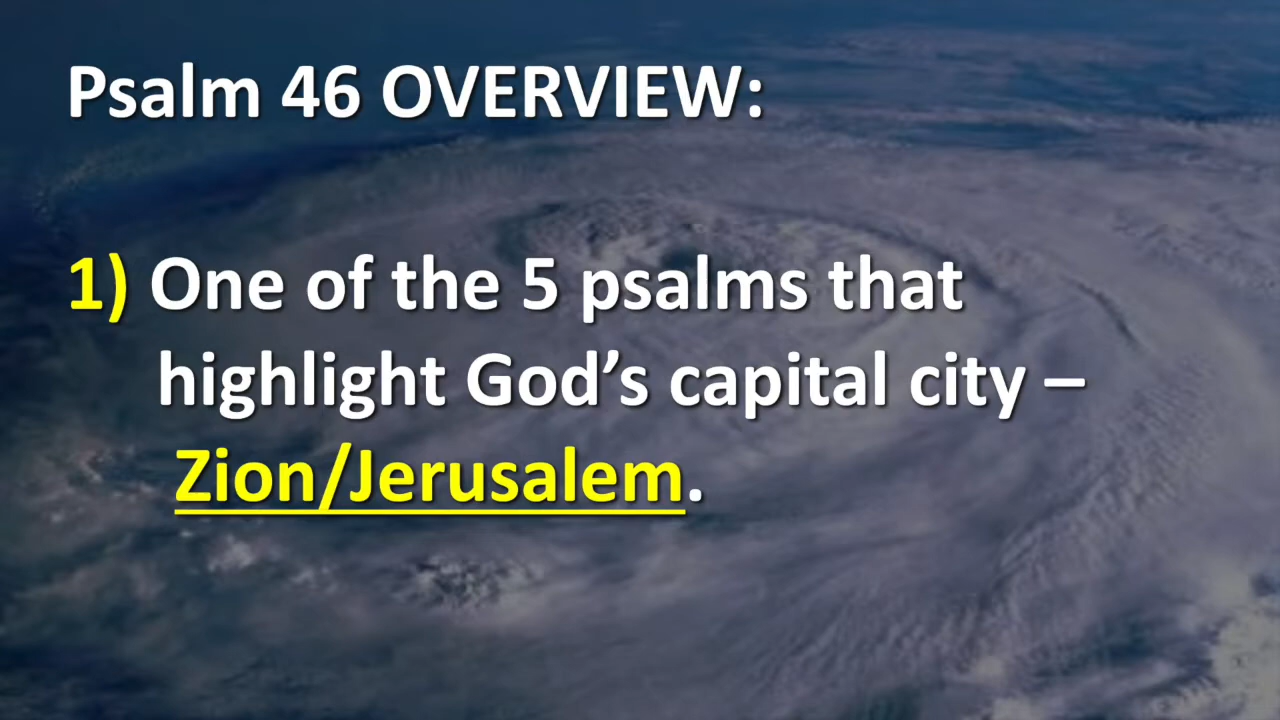 Psalm 46 OVERVIEW:
1) One of the 5 psalms that
highlight God’s capital city –
Zion/Jerusalem.